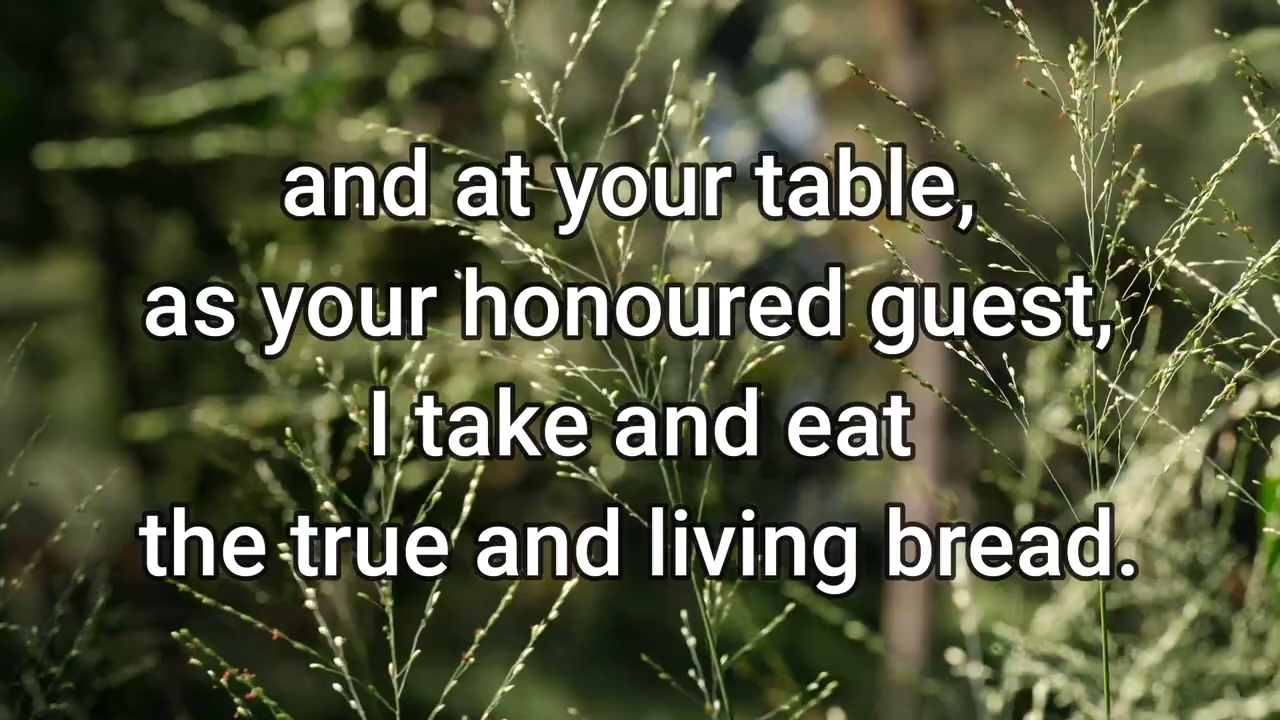 and at your table,
as your honoured guest,
I take and eat
the true and living bread.